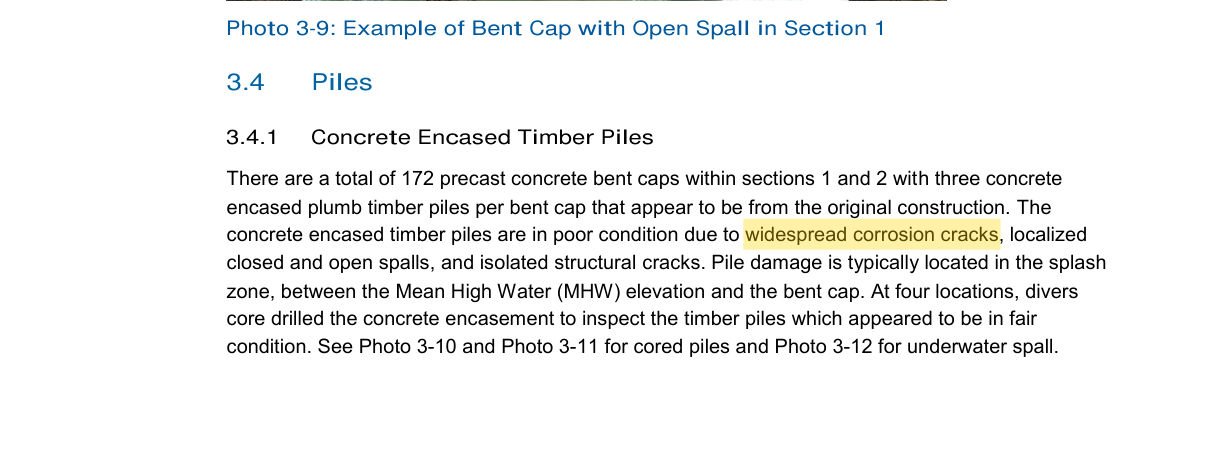 Photo 3-9: Example of Bent Cap with Open Spall in Section 1
3.4 Piles
3.4.1 Concrete Encased Timber Piles
There are a total of 172 precast concrete bent caps within sections 1 and 2 with three concrete
encased plumb timber piles per bent cap that appear to be from the original construction. The
concrete encased timber piles are in poor condition due to widespread corrosion cracks, localized
closed and open spalls, and isolated structural cracks. Pile damage is typically located in the splash
zone, between the Mean High Water (MHW) elevation and the bent cap. At four locations, divers
core drilled the concrete encasement to inspect the timber piles which appeared to be in fair
condition. See Photo 3-10 and Photo 3-11 for cored piles and Photo 3-12 for underwater spall.